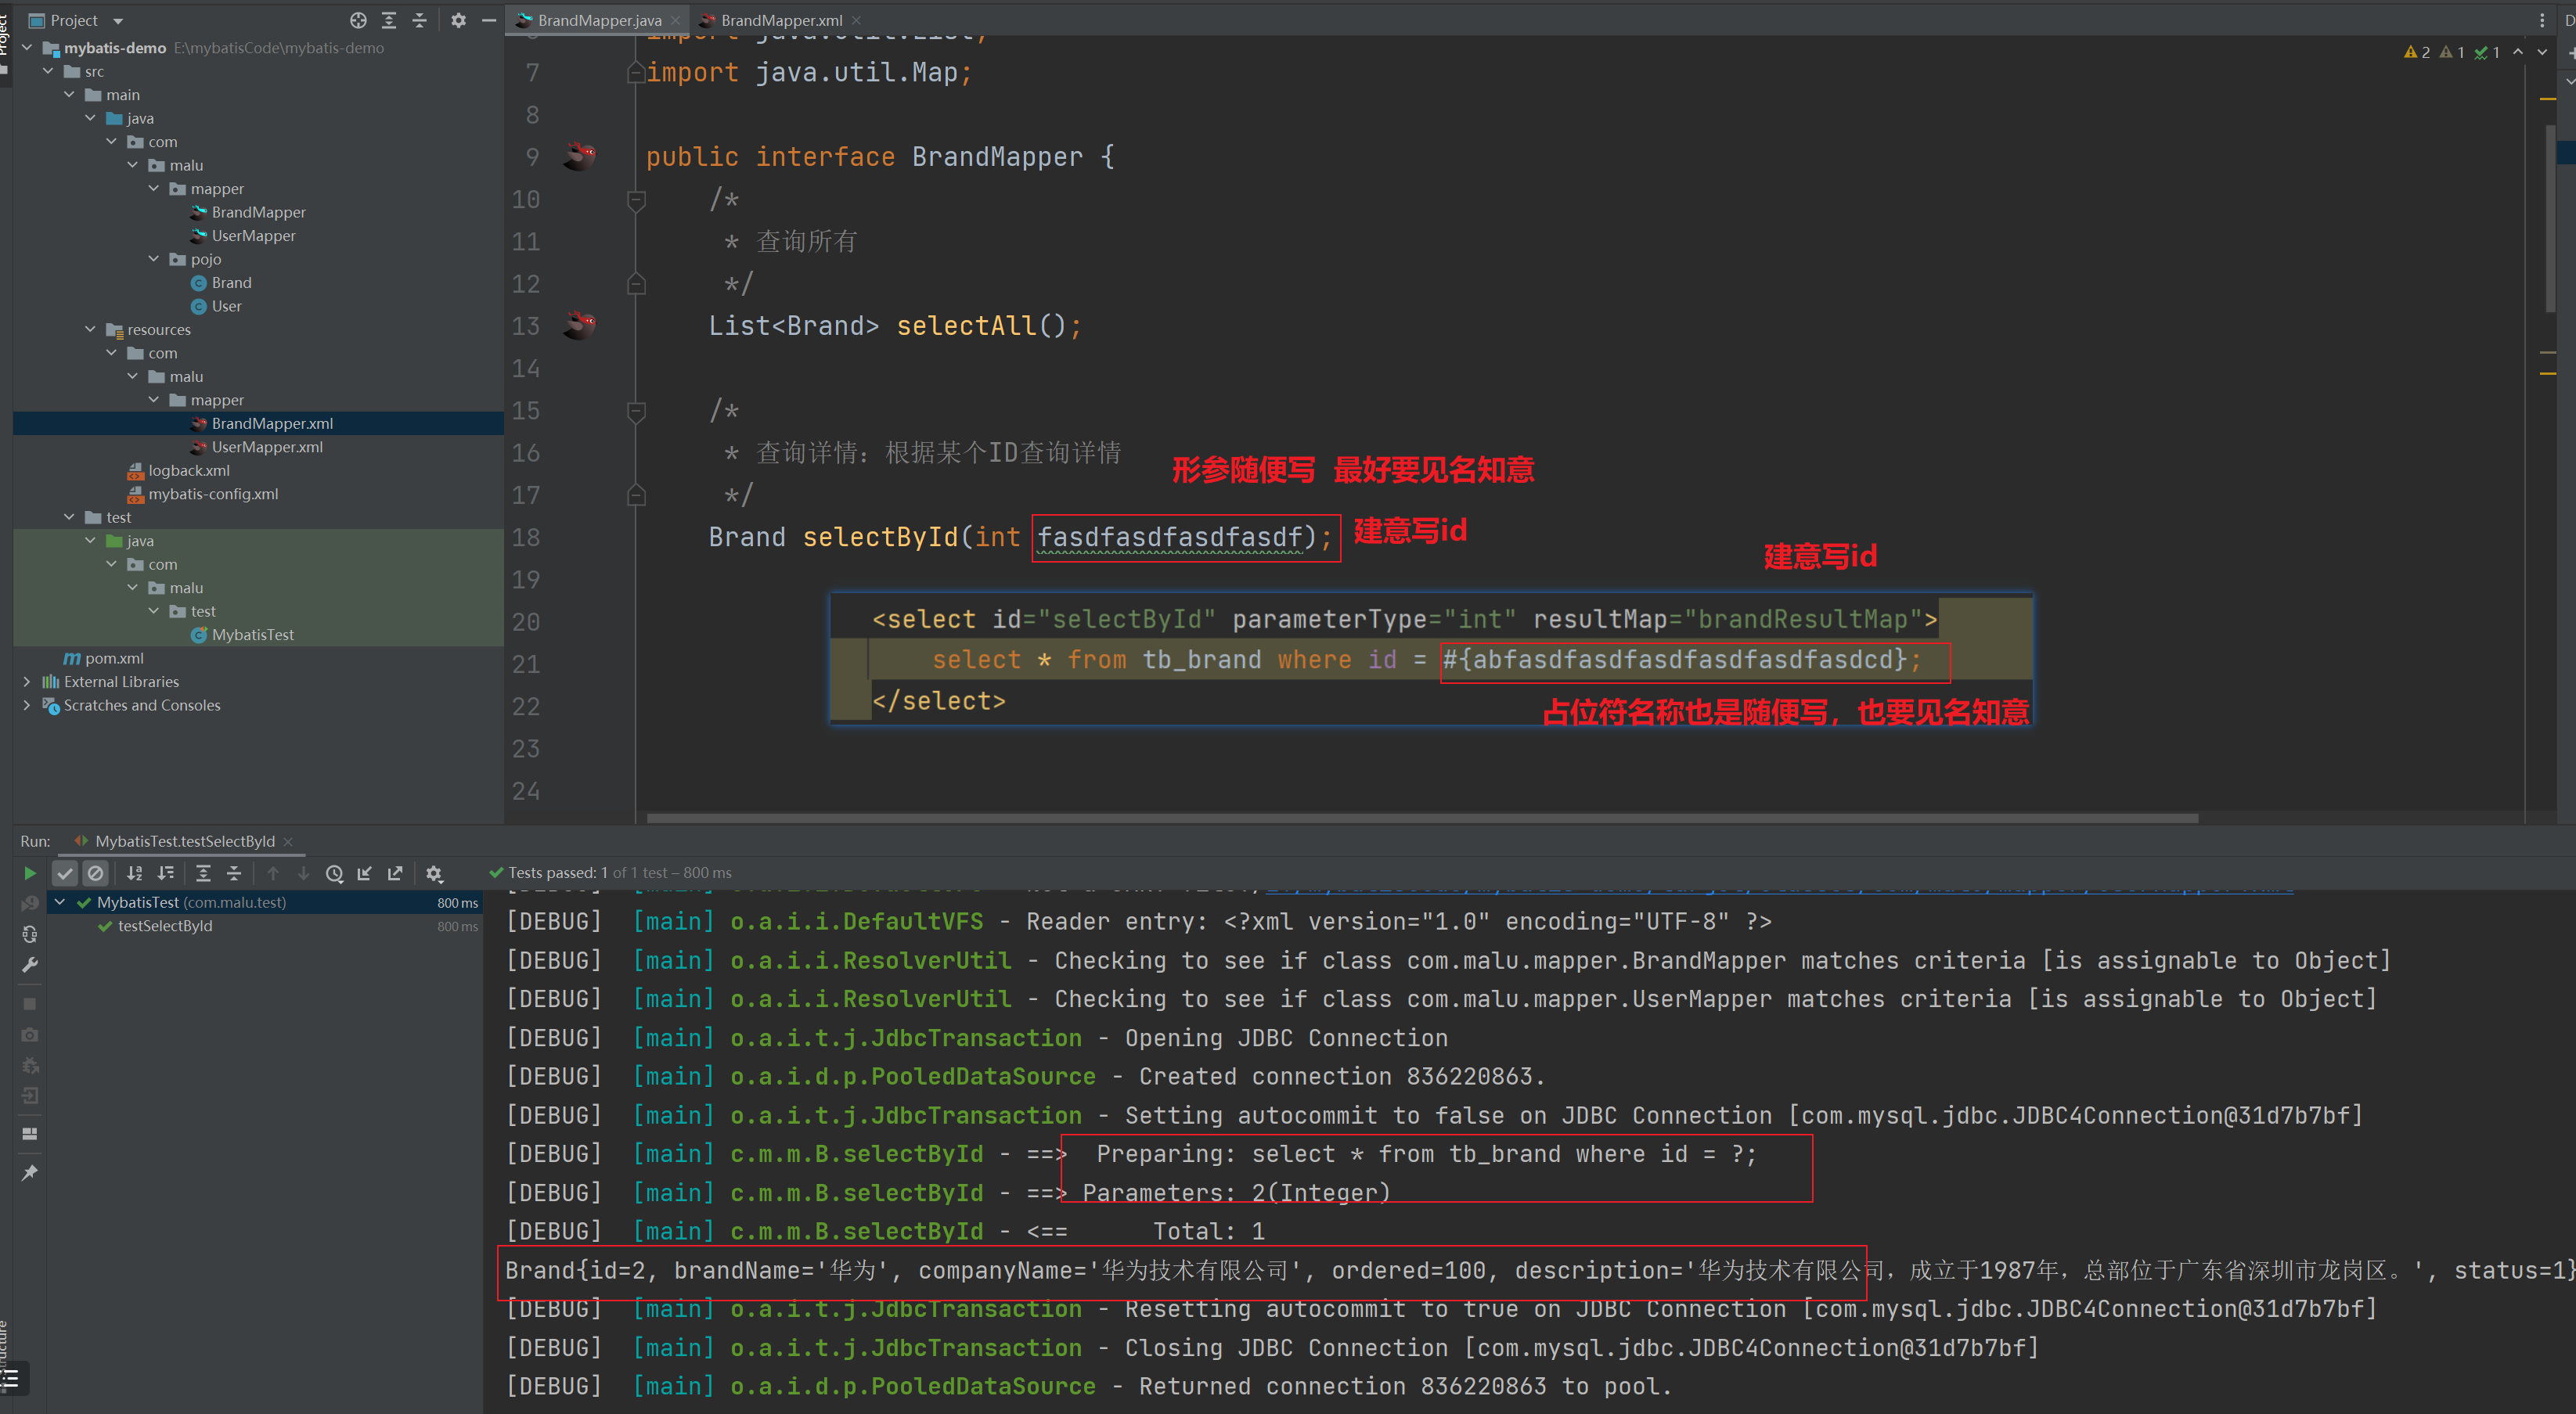 Project
mybatis-demo E:\mybatisCode\mybatis-demo
src
main
java
com
malu
mapper
BrandMapper
UserMapper
pojo
Brand
User
resources
com
malu
mapper
BrandMapper.xml
UserMapper.xml
logback.xml
mybatis-config.xml
test
java
com
malu
test
MybatisTest
pom.xml
External Libraries
Scratches and Consoles
BrandMapper.java
BrandMapper.xml
2 1 1
import java.util.List;
7 import java.util.Map;
8
9 public interface BrandMapper {
10 /*
11 * 查询所有
12 */
13 List<Brand> selectAll();
14
15 /*
16 * 查询详情：根据某个ID查询详情
形参随便写 最好要见名知意
17 */
18 Brand selectById(int fasdfasdfasdfasdf);
建意写id
19
建意写id
20 <select id="selectById" parameterType="int" resultMap="brandResultMap">
21 select * from tb_brand where id = #{abfasdfasdfasdfasdfasdfasdcd};
22 </select>
占位符名称也是随便写，也要见名知意
23
24
Run: MybatisTest.testSelectById
Tests passed: 1 of 1 test – 800 ms
MybatisTest (com.malu.test) 800 ms
testSelectById 800 ms
[DEBUG] [main] o.a.i.i.DefaultVFS - Reader entry: <?xml version="1.0" encoding="UTF-8" ?>
[DEBUG] [main] o.a.i.i.ResolverUtil - Checking to see if class com.malu.mapper.BrandMapper matches criteria [is assignable to Object]
[DEBUG] [main] o.a.i.i.ResolverUtil - Checking to see if class com.malu.mapper.UserMapper matches criteria [is assignable to Object]
[DEBUG] [main] o.a.i.t.j.JdbcTransaction - Opening JDBC Connection
[DEBUG] [main] o.a.i.d.p.PooledDataSource - Created connection 836220863.
[DEBUG] [main] o.a.i.t.j.JdbcTransaction - Setting autocommit to false on JDBC Connection [com.mysql.jdbc.JDBC4Connection@31d7b7bf]
[DEBUG] [main] c.m.m.B.selectById - ==> Preparing: select * from tb_brand where id = ?;
[DEBUG] [main] c.m.m.B.selectById - ==> Parameters: 2(Integer)
[DEBUG] [main] c.m.m.B.selectById - <== Total: 1
Brand{id=2, brandName='华为', companyName='华为技术有限公司', ordered=100, description='华为技术有限公司，成立于1987年，总部位于广东省深圳市龙岗区。', status=1}
[DEBUG] [main] o.a.i.t.j.JdbcTransaction - Resetting autocommit to true on JDBC Connection [com.mysql.jdbc.JDBC4Connection@31d7b7bf]
[DEBUG] [main] o.a.i.t.j.JdbcTransaction - Closing JDBC Connection [com.mysql.jdbc.JDBC4Connection@31d7b7bf]
[DEBUG] [main] o.a.i.d.p.PooledDataSource - Returned connection 836220863 to pool.